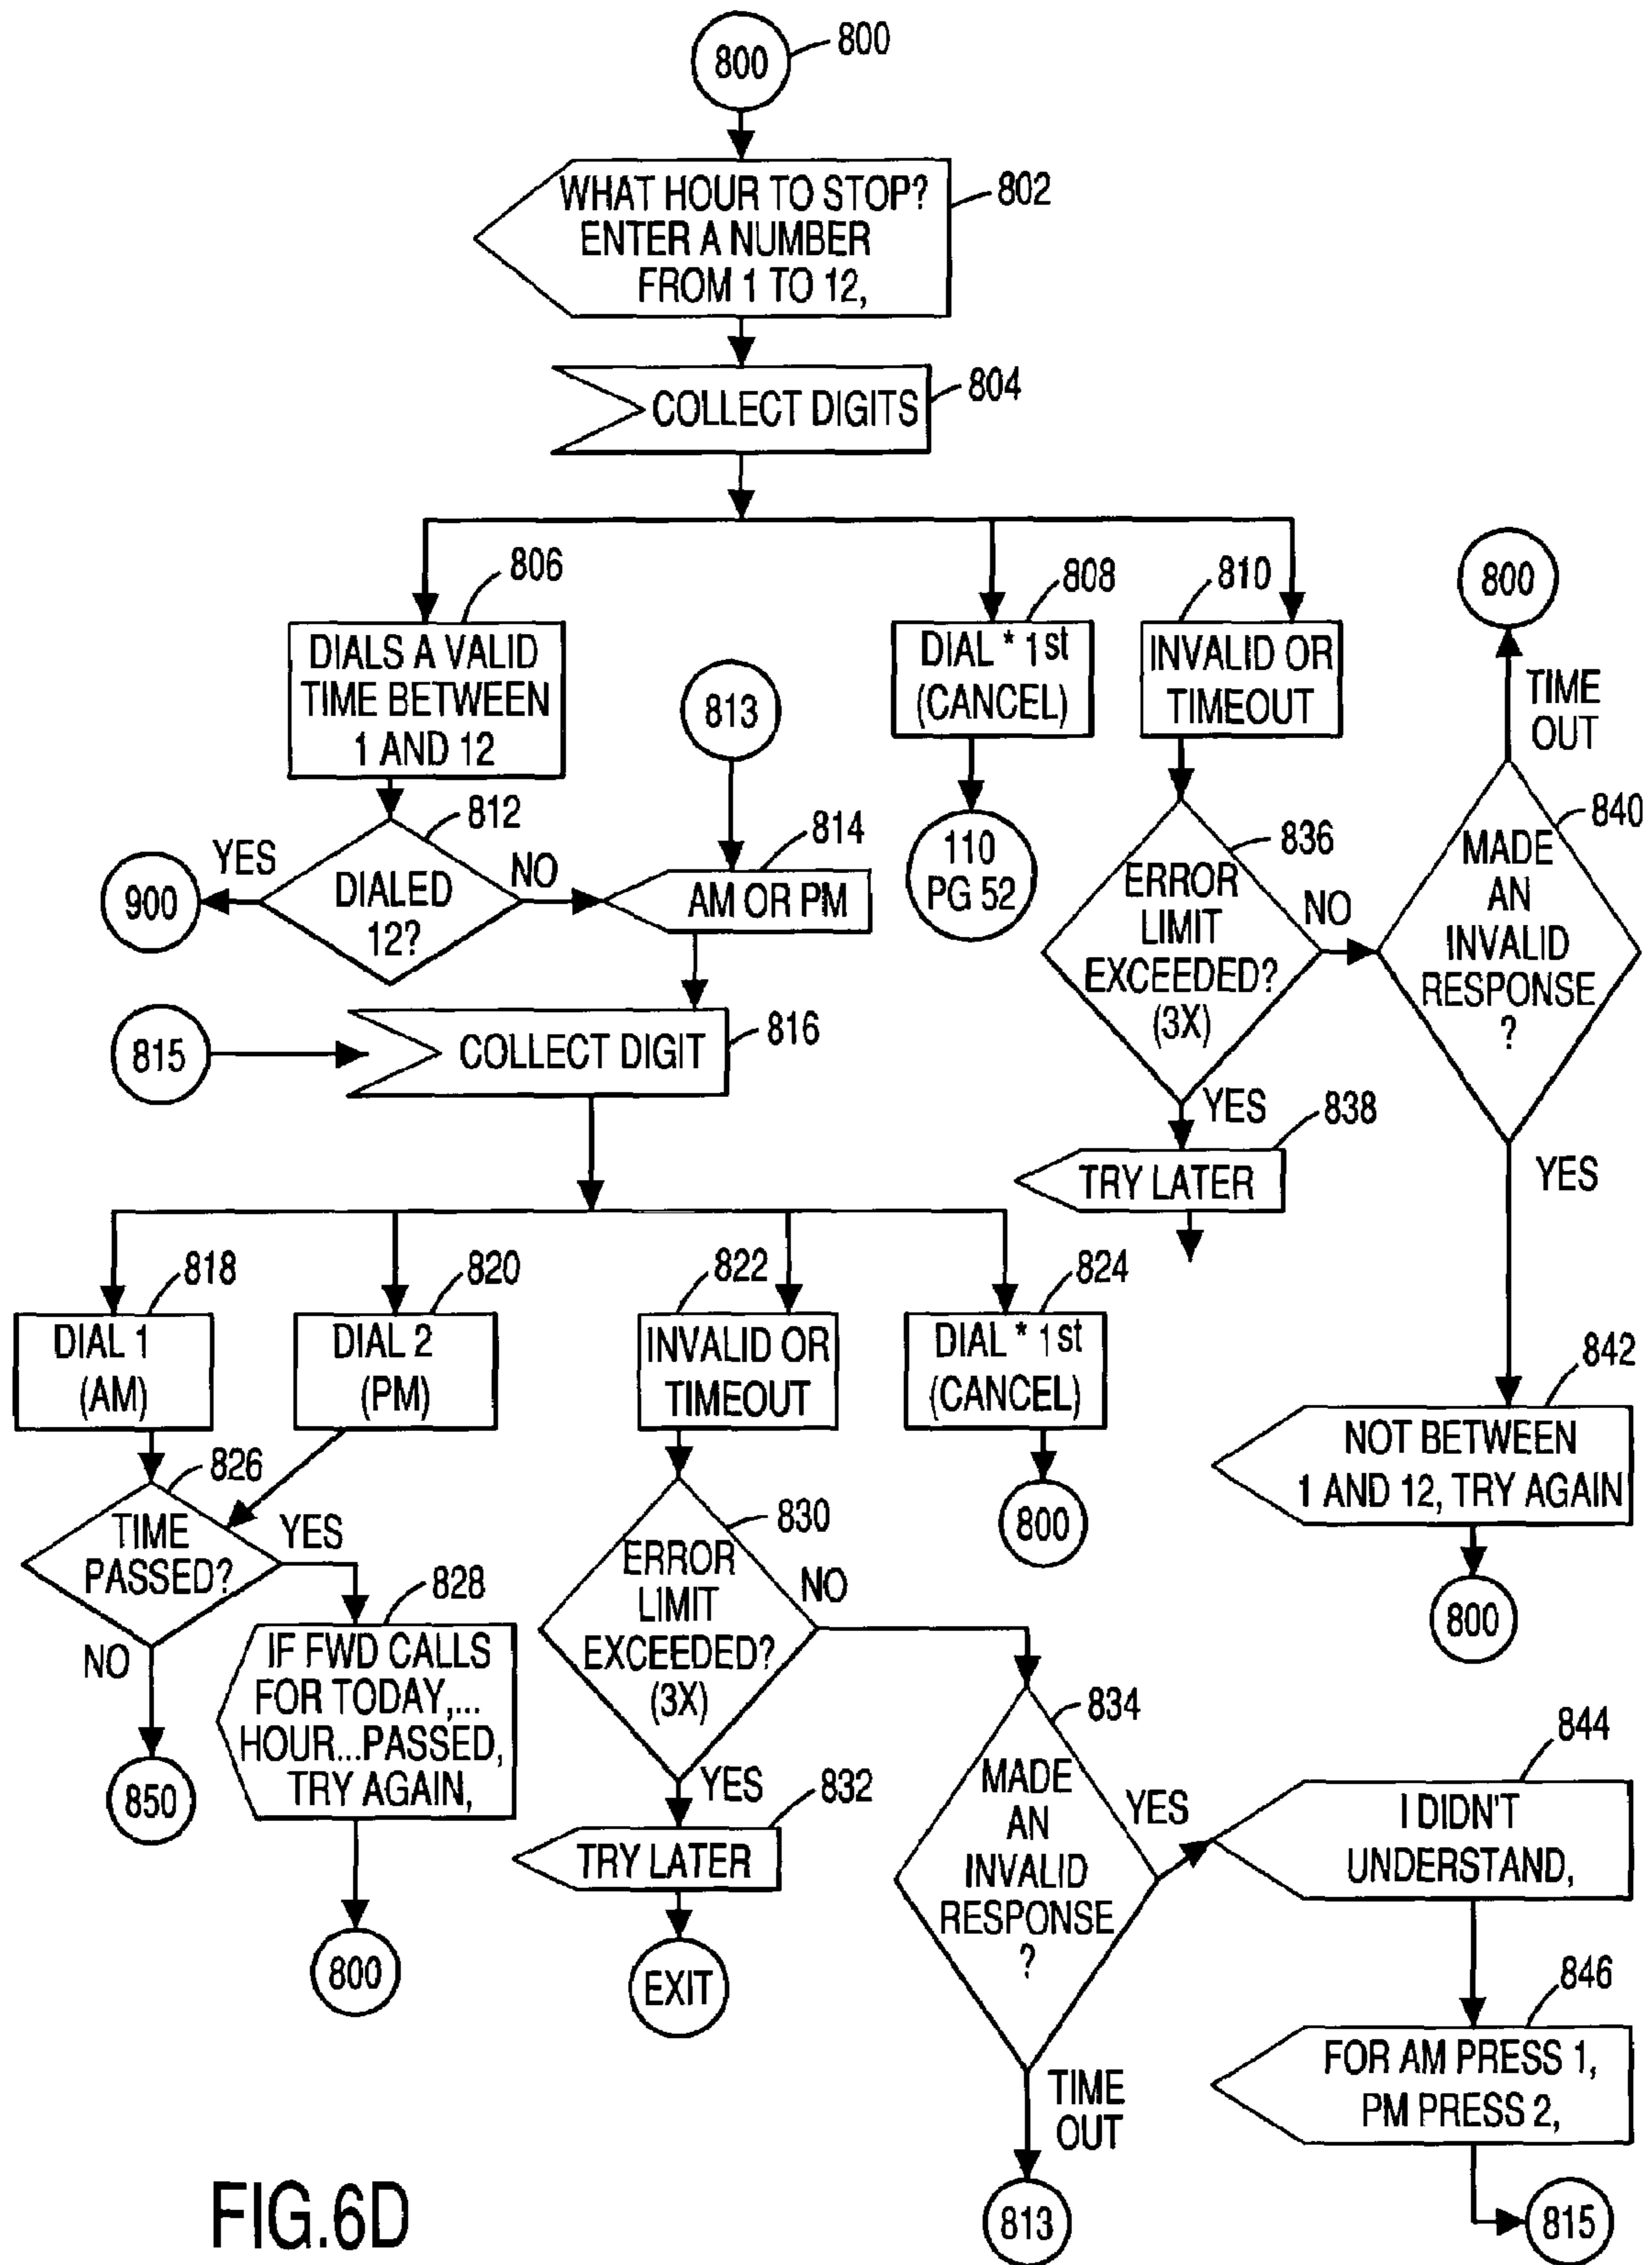 800
800
WHAT HOUR TO STOP?
ENTER A NUMBER
FROM 1 TO 12,
802
COLLECT DIGITS
804
806
DIALS A VALID
TIME BETWEEN
1 AND 12
808
DIAL * 1st
(CANCEL)
810
INVALID OR
TIMEOUT
800
TIME
OUT
813
110
PG 52
812
DIALED
12?
YES
NO
900
814
AM OR PM
836
ERROR
LIMIT
EXCEEDED?
(3X)
NO
YES
840
MADE
AN
INVALID
RESPONSE
?
YES
815
COLLECT DIGIT
816
838
TRY LATER
818
DIAL 1
(AM)
820
DIAL 2
(PM)
822
INVALID OR
TIMEOUT
824
DIAL * 1st
(CANCEL)
800
842
NOT BETWEEN
1 AND 12, TRY AGAIN
800
826
TIME
PASSED?
YES
NO
850
828
IF FWD CALLS
FOR TODAY,...
HOUR...PASSED,
TRY AGAIN,
800
830
ERROR
LIMIT
EXCEEDED?
(3X)
NO
YES
832
TRY LATER
EXIT
834
MADE
AN
INVALID
RESPONSE
?
YES
TIME
OUT
813
844
I DIDN'T
UNDERSTAND,
846
FOR AM PRESS 1,
PM PRESS 2,
815
FIG.6D